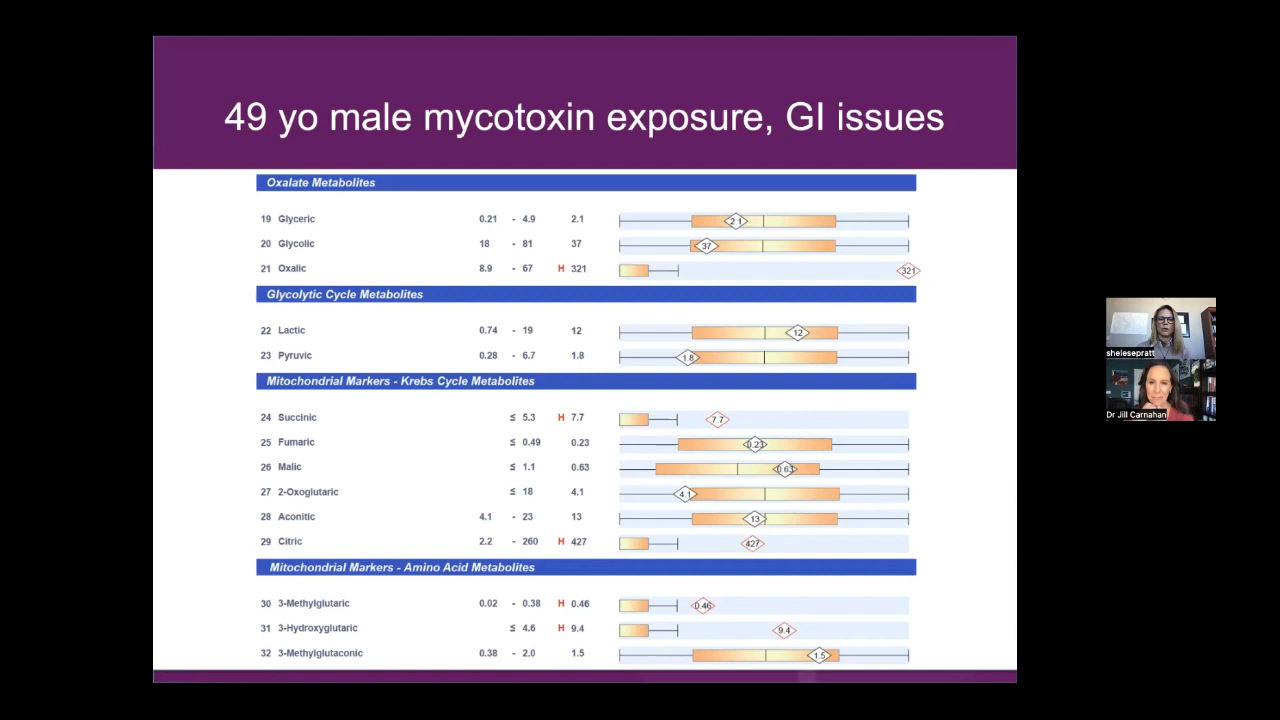 49 yo male mycotoxin exposure, GI issues
Oxalate Metabolites
19 Glyceric 0.21 - 4.9 2.1 2.1
20 Glycolic 18 - 81 37 37
21 Oxalic 8.9 - 67 H 321 321
Glycolytic Cycle Metabolites
22 Lactic 0.74 - 19 12 12
23 Pyruvic 0.28 - 6.7 1.8 1.8
Mitochondrial Markers - Krebs Cycle Metabolites
24 Succinic ≤ 5.3 H 7.7 7.7
25 Fumaric ≤ 0.49 0.23 0.23
26 Malic ≤ 1.1 0.63 0.63
27 2-Oxoglutaric ≤ 18 4.1 4.1
28 Aconitic 4.1 - 23 13 13
29 Citric 2.2 - 260 H 427 427
Mitochondrial Markers - Amino Acid Metabolites
30 3-Methylglutaric 0.02 - 0.38 H 0.46 0.46
31 3-Hydroxyglutaric ≤ 4.6 H 9.4 9.4
32 3-Methylglutaconic 0.38 - 2.0 1.5 1.5
shelesepratt
Dr Jill Carnahan